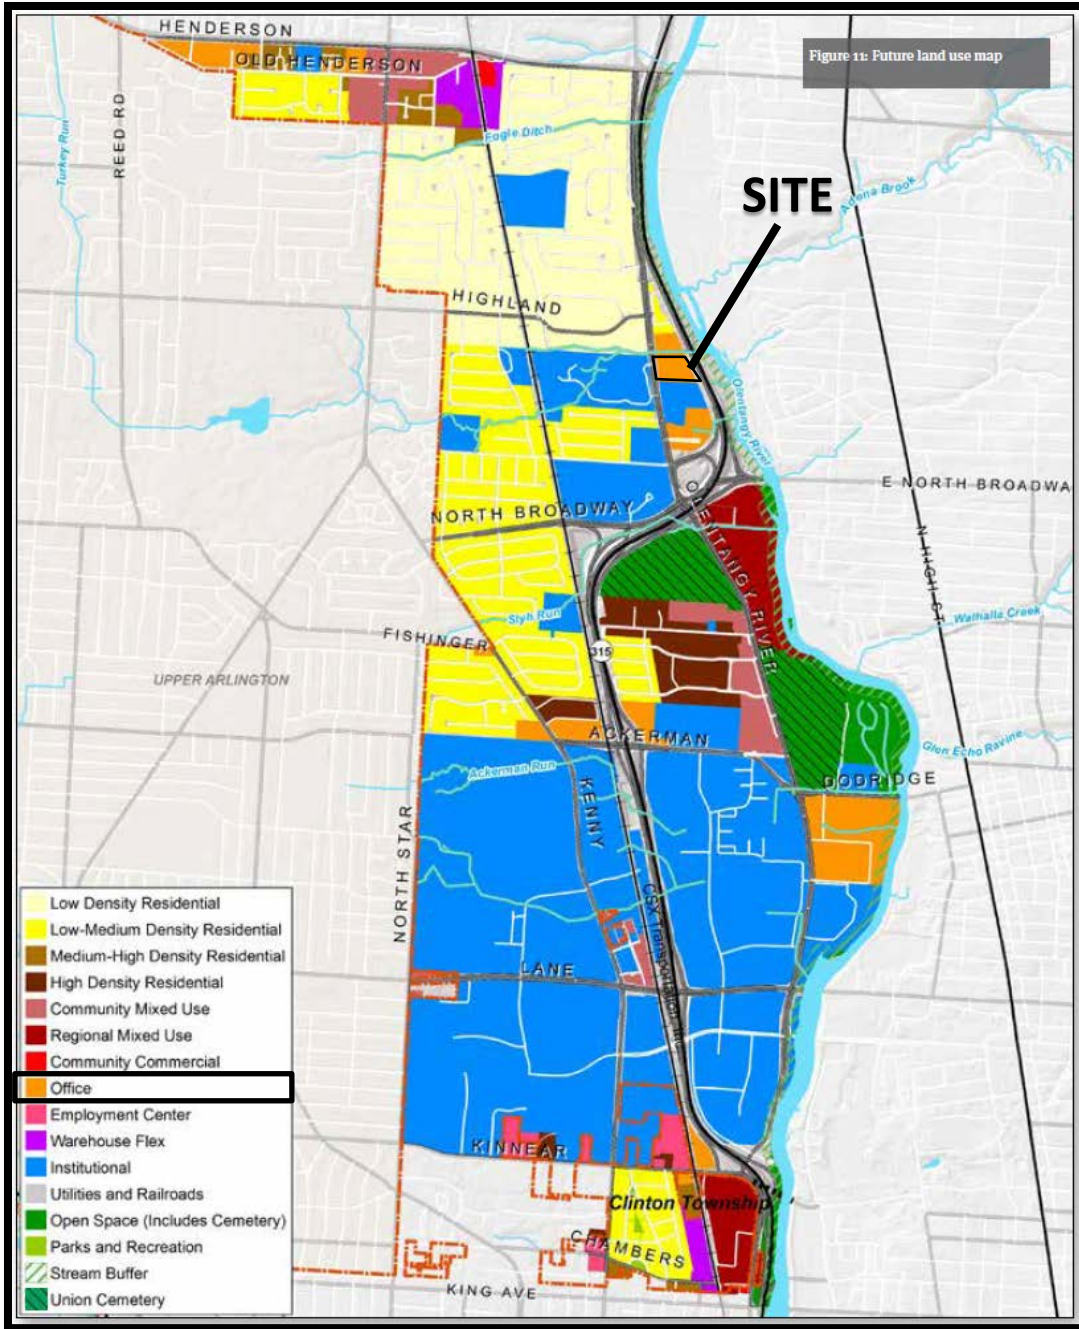 HENDERSON
OLD HENDERSON
Figure 11: Future land use map
REED RD
Turkey Run
Fogle Ditch
SITE
Adena Brook
HIGHLAND
Olentangy River
E NORTH BROADWA
NORTH BROADWAY
OLENTANGY RIVER
N HIGH ST
Slyh Run
Walhalla Creek
FISHINGER
315
UPPER ARLINGTON
ACKERMAN
Glen Echo Ravine
Ackerman Run
DODRIDGE
KENNY
NORTH STAR
CSX Transportation, Inc
LANE
KINNEAR
Clinton Township
CHAMBERS
KING AVE
Low Density Residential
Low-Medium Density Residential
Medium-High Density Residential
High Density Residential
Community Mixed Use
Regional Mixed Use
Community Commercial
Office
Employment Center
Warehouse Flex
Institutional
Utilities and Railroads
Open Space (Includes Cemetery)
Parks and Recreation
Stream Buffer
Union Cemetery